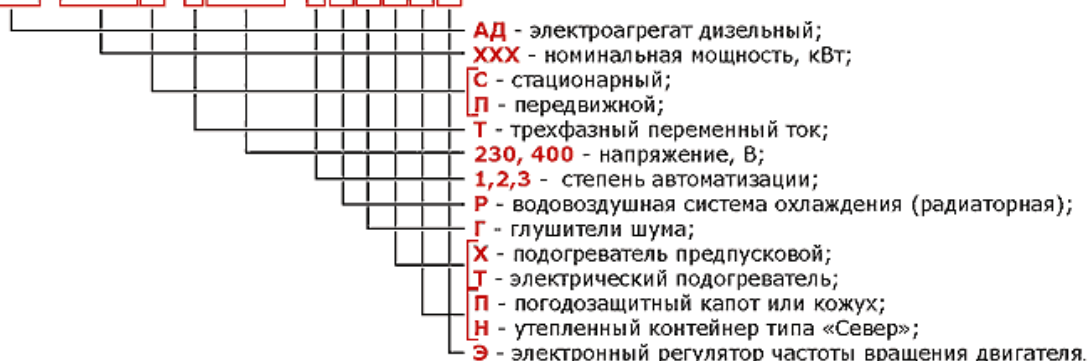 АД - электроагрегат дизельный;
XXX - номинальная мощность, кВт;
С - стационарный;
П - передвижной;
Т - трехфазный переменный ток;
230, 400 - напряжение, В;
1,2,3 - степень автоматизации;
Р - водовоздушная система охлаждения (радиаторная);
Г - глушители шума;
Х - подогреватель предпусковой;
Т - электрический подогреватель;
П - погодозащитный капот или кожух;
Н - утепленный контейнер типа «Север»;
Э - электронный регулятор частоты вращения двигателя.